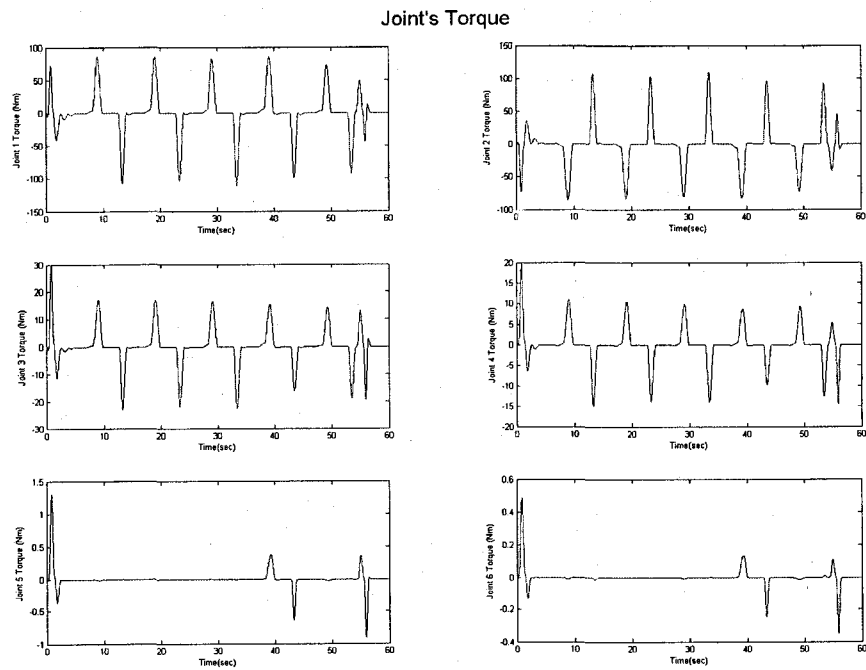 Joint's Torque
100
50
0
-50
-100
-150
Joint 1 Torque (Nm)
0 10 20 30 40 50 60
Time(sec)
150
100
50
0
-50
-100
Joint 2 Torque (Nm)
0 10 20 30 40 50 60
Time(sec)
30
20
10
0
-10
-20
-30
Joint 3 Torque (Nm)
0 10 20 30 40 50 60
Time(sec)
20
15
10
5
0
-5
-10
-15
-20
Joint 4 Torque (Nm)
0 10 20 30 40 50 60
Time(sec)
1.5
1
0.5
0
-0.5
-1
Joint 5 Torque (Nm)
0 10 20 30 40 50 60
Time(sec)
0.6
0.4
0.2
0
-0.2
-0.4
Joint 6 Torque (Nm)
0 10 20 30 40 50 60
Time(sec)